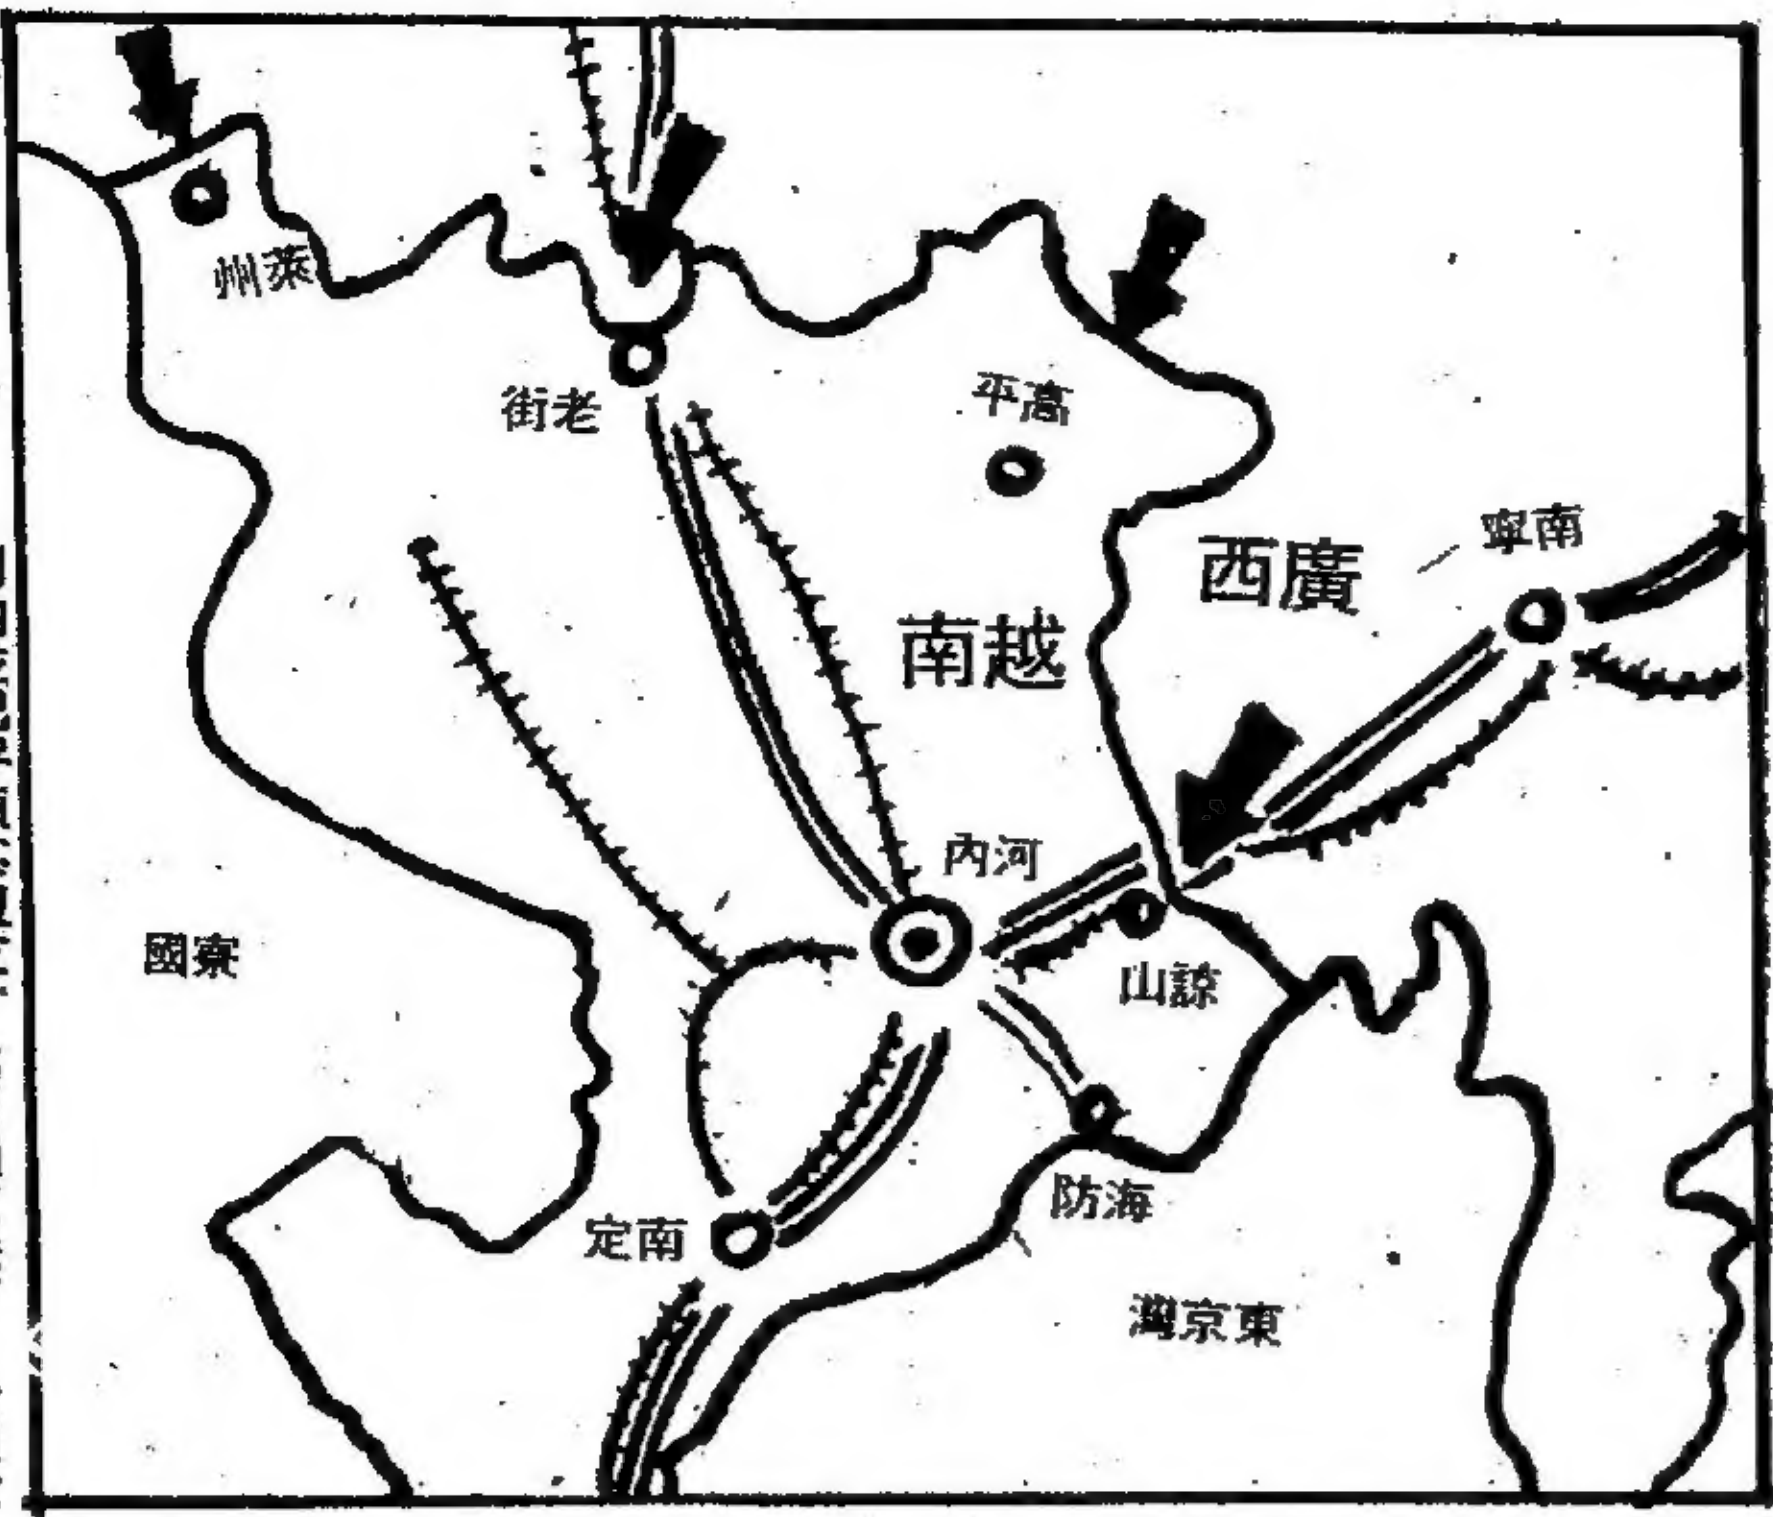 萊州
老街
高平
南寧
廣西
越南
河內
寮國
諒山
海防
南定
東京灣